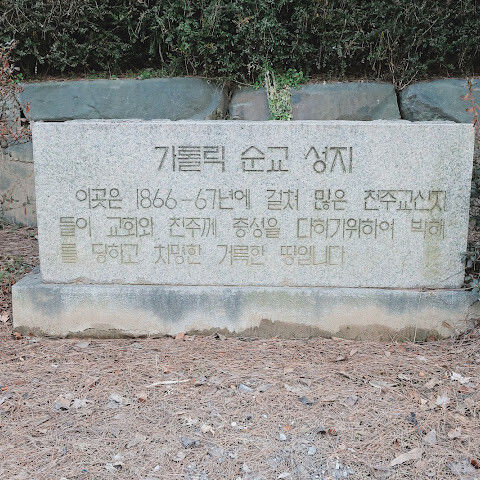 가톨릭 순교 성지
이곳은 1866-67년에 걸쳐 많은 천주교신자
들이 교회와 천주께 충성을 다하기위하여 박해
를 당하고 치명한 거룩한 땅입니다